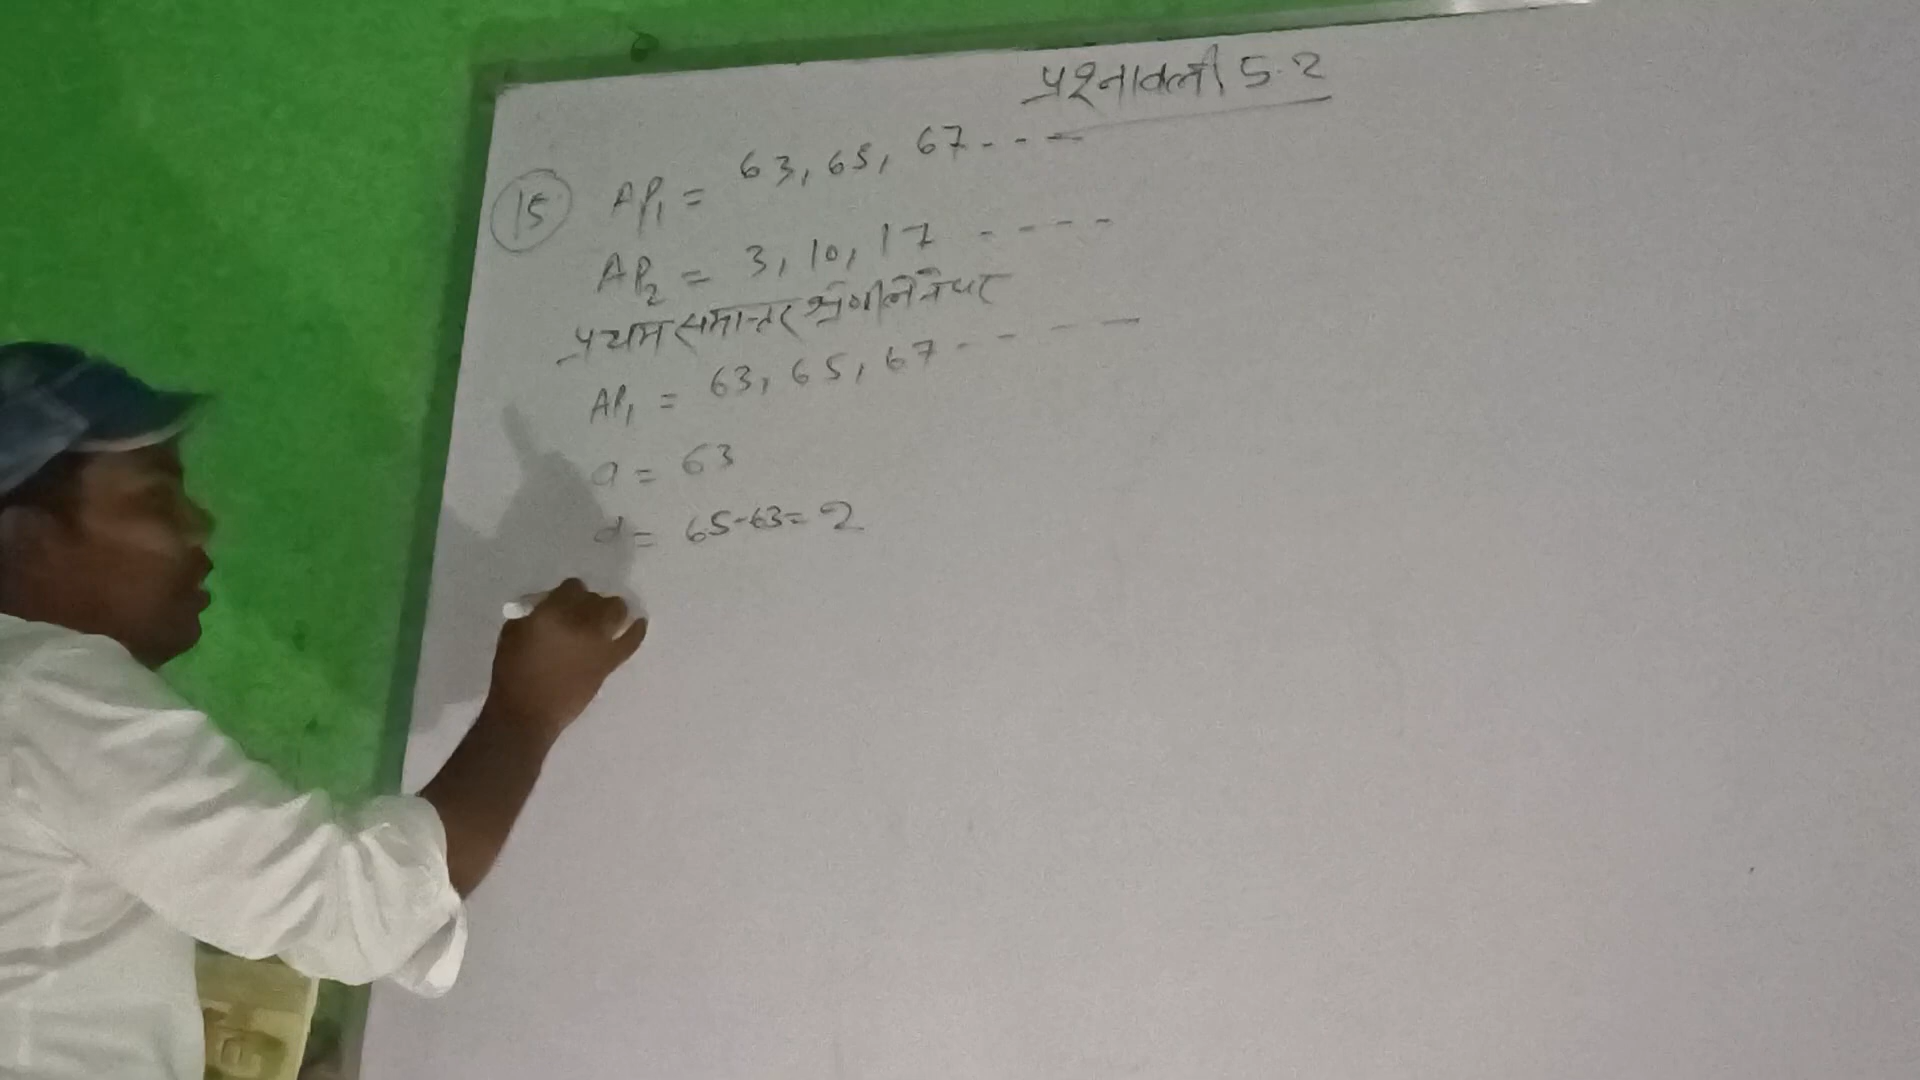 प्रश्नावली 5.2
(15) AP₁ = 63, 65, 67 - - - -
AP₂ = 3, 10, 17 - - - -
प्रथम समान्तर श्रेणी लेने पर
AP₁ = 63, 65, 67 - - - -
a = 63
d = 65-63 = 2